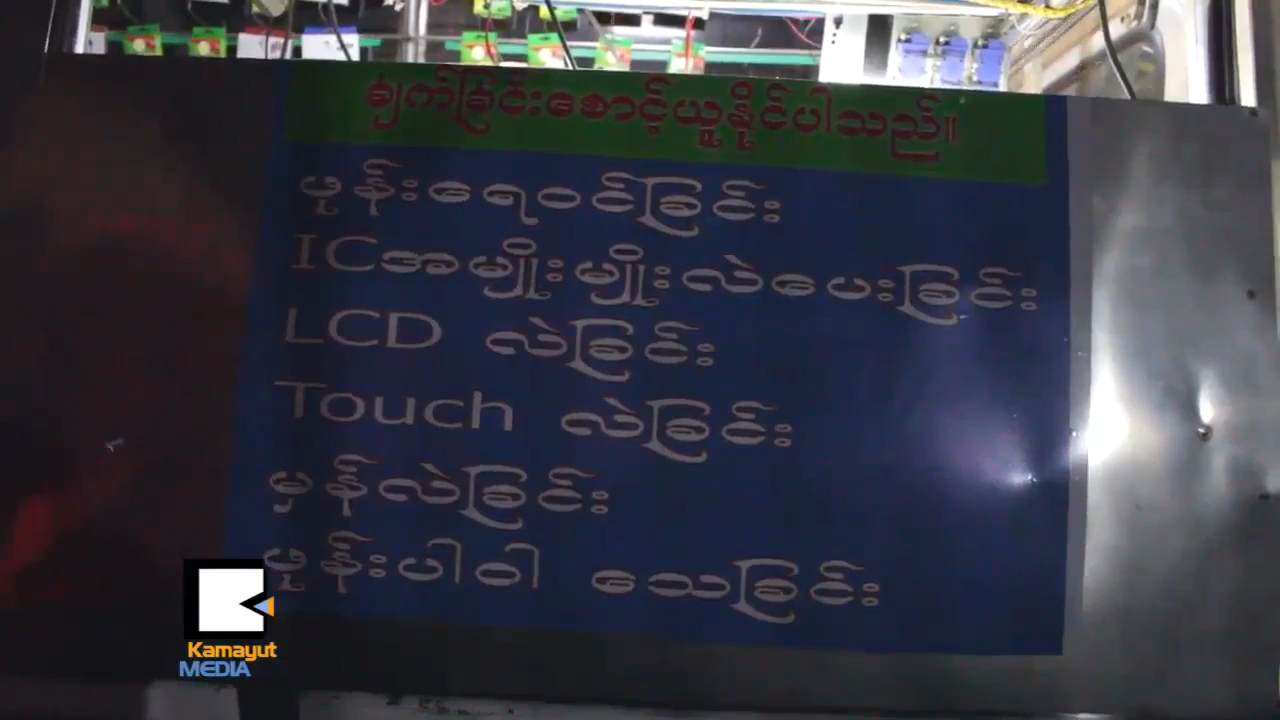 ချက်ခြင်းစောင့်ယူနိုင်ပါသည်။
ဖုန်းရေဝင်ခြင်း
ICအမျိုးမျိုးလဲပေးခြင်း
LCD လဲခြင်း
Touch လဲခြင်း
မှန်လဲခြင်း
ဖုန်းပါဝါ သေခြင်း
Kamayut
MEDIA